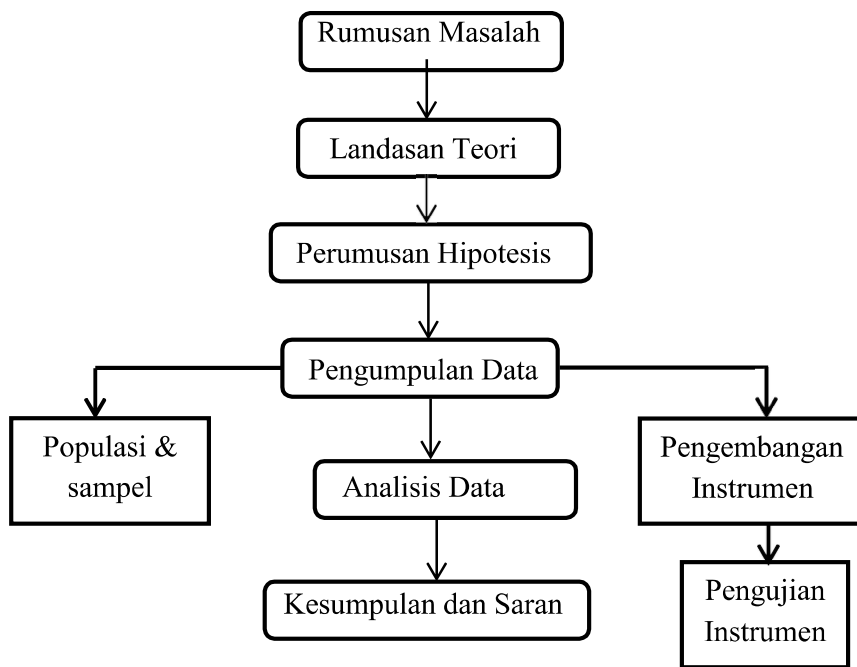 Rumusan Masalah
Landasan Teori
Perumusan Hipotesis
Pengumpulan Data
Populasi &
sampel
Analisis Data
Pengembangan
Instrumen
Kesumpulan dan Saran
Pengujian
Instrumen